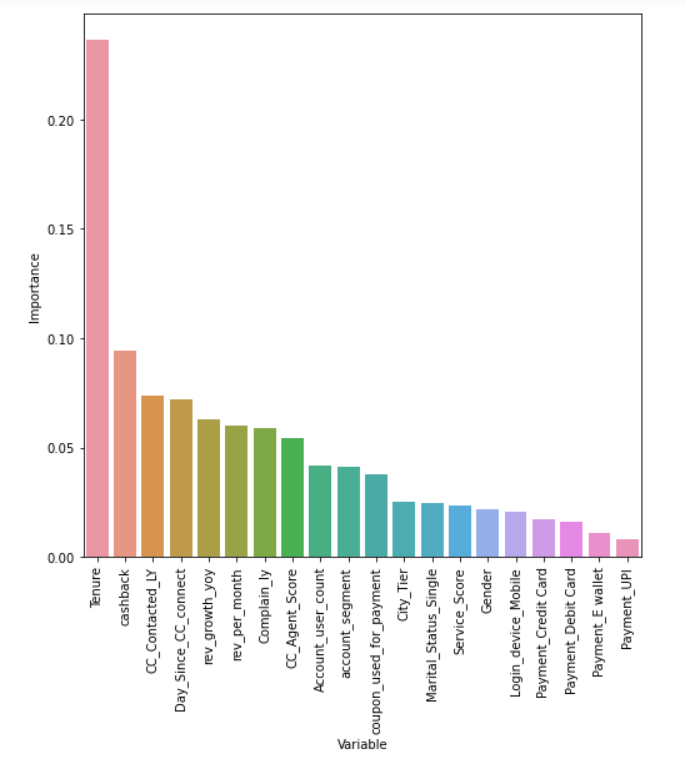 0.20
0.15
0.10
0.05
0.00
Importance
Tenure
cashback
CC_Contacted_LY
Day_Since_CC_connect
rev_growth_yoy
rev_per_month
Complain_ly
CC_Agent_Score
Account_user_count
account_segment
coupon_used_for_payment
City_Tier
Marital_Status_Single
Service_Score
Gender
Login_device_Mobile
Payment_Credit Card
Payment_Debit Card
Payment_E wallet
Payment_UPI
Variable